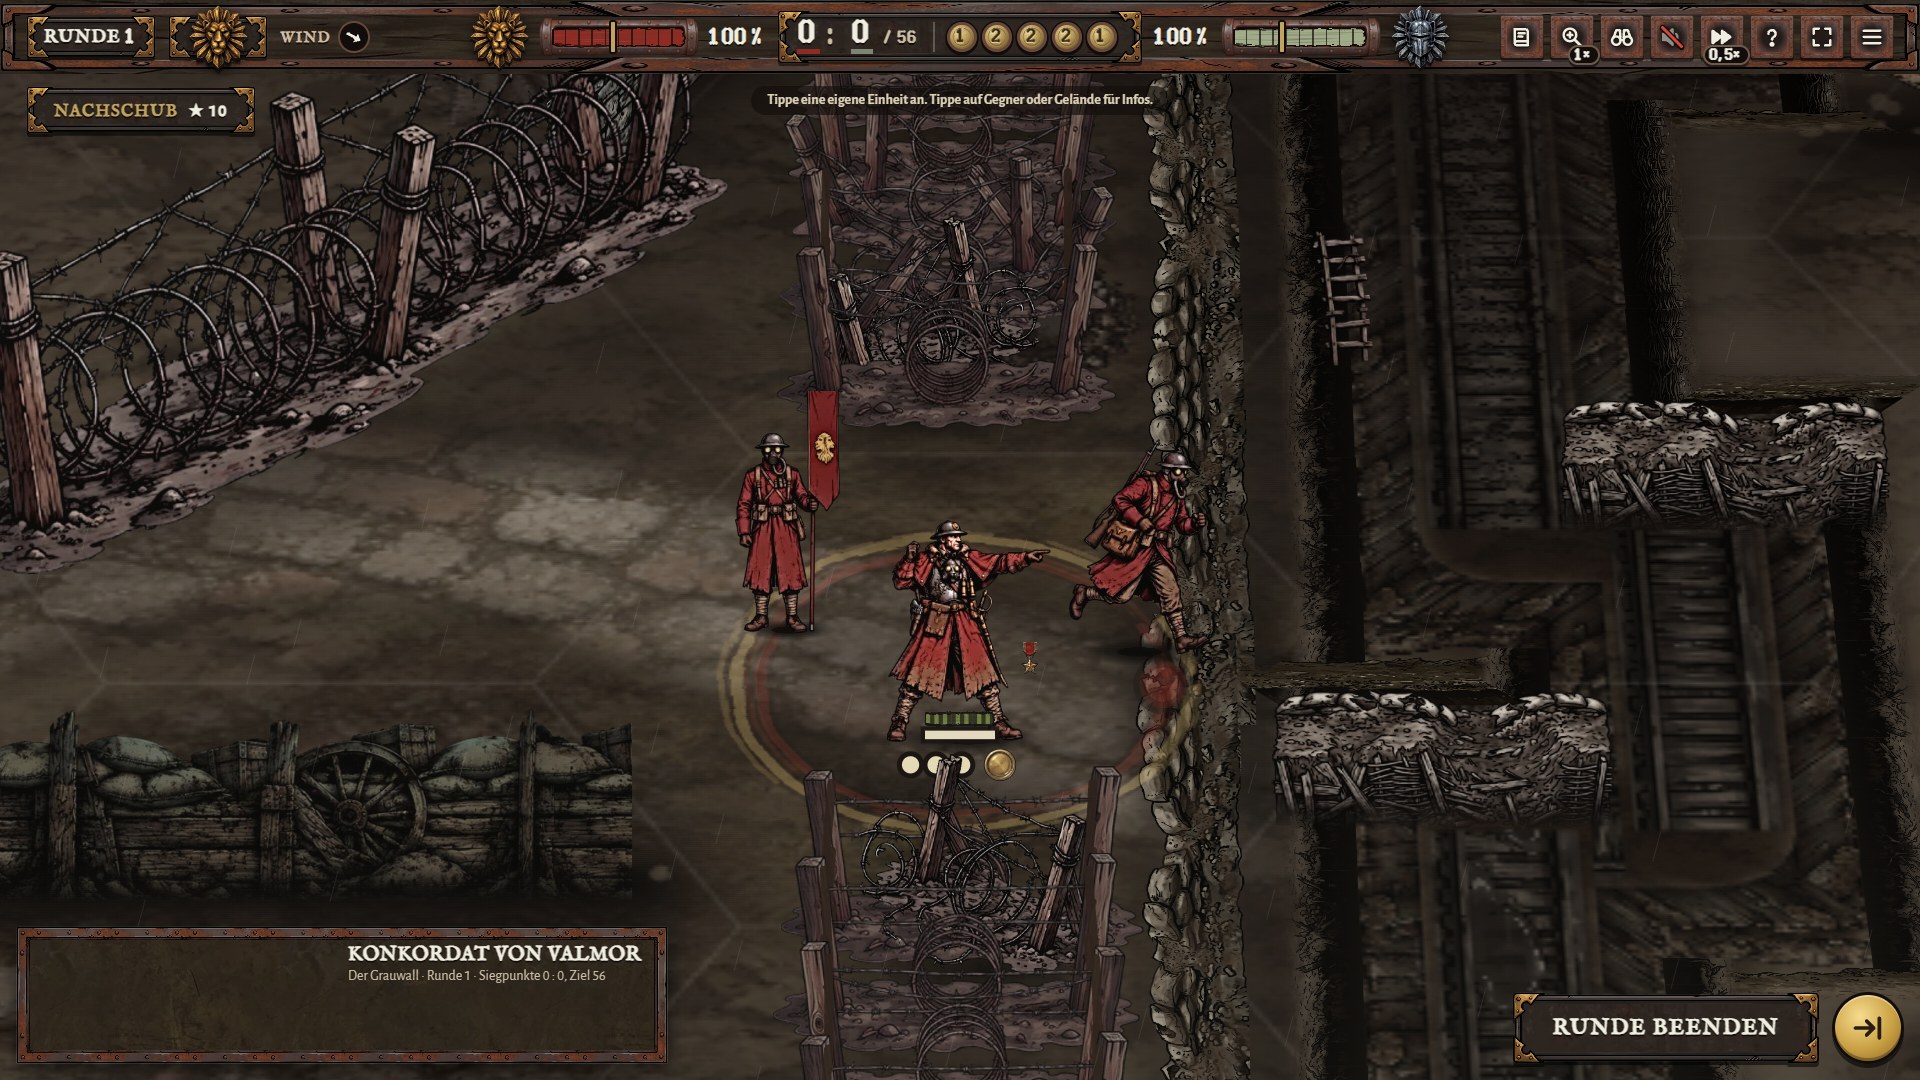 RUNDE 1
WIND
100%
0 : 0 / 56
1 2 2 2 1
100%
1×
0,5×
?
NACHSCHUB ★ 10
Tippe eine eigene Einheit an. Tippe auf Gegner oder Gelände für Infos.
KONKORDAT VON VALMOR
Der Grauwall · Runde 1 · Siegpunkte 0 : 0, Ziel 56
RUNDE BEENDEN